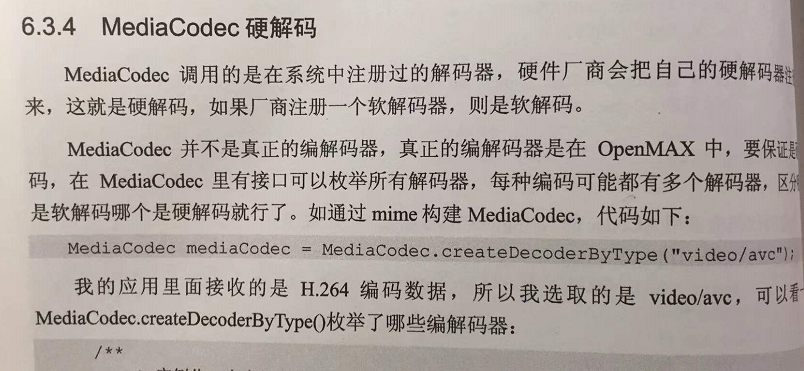 6.3.4 MediaCodec 硬解码
MediaCodec 调用的是在系统中注册过的解码器，硬件厂商会把自己的硬解码器注
来，这就是硬解码，如果厂商注册一个软解码器，则是软解码。
MediaCodec 并不是真正的编解码器，真正的编解码器是在 OpenMAX 中，要保证是
码，在 MediaCodec 里有接口可以枚举所有解码器，每种编码可能都有多个解码器，区分
是软解码哪个是硬解码就行了。如通过 mime 构建 MediaCodec，代码如下：
MediaCodec mediaCodec = MediaCodec.createDecoderByType("video/avc");
我的应用里面接收的是 H.264 编码数据，所以我选取的是 video/avc，可以看
MediaCodec.createDecoderByType()枚举了哪些编解码器：
/**